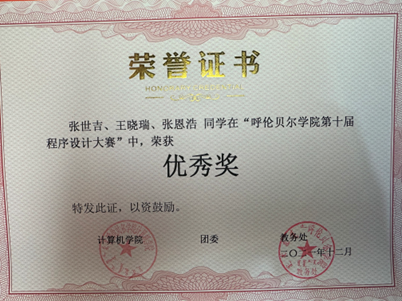 荣誉证书
张世吉、王晓瑞、张恩浩 同学在“呼伦贝尔学院第十届
程序设计大赛”中，荣获
优秀奖
特发此证，以资鼓励。
计算机学院 团委 教务处
二〇二一年十二月